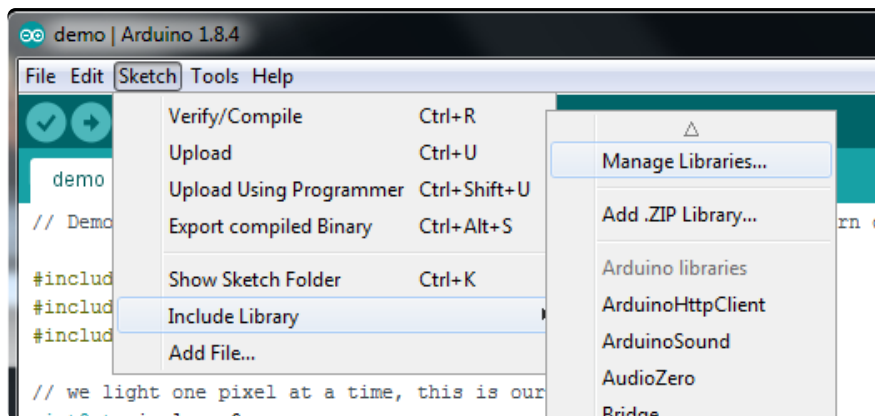 demo | Arduino 1.8.4
File Edit Sketch Tools Help
Verify/Compile Ctrl+R
Upload Ctrl+U
Upload Using Programmer Ctrl+Shift+U
Export compiled Binary Ctrl+Alt+S
Show Sketch Folder Ctrl+K
Include Library
Add File...
Manage Libraries...
Add .ZIP Library...
Arduino libraries
ArduinoHttpClient
ArduinoSound
AudioZero
Bridge
demo
// Demo
#includ
#includ
#includ
// we light one pixel at a time, this is our